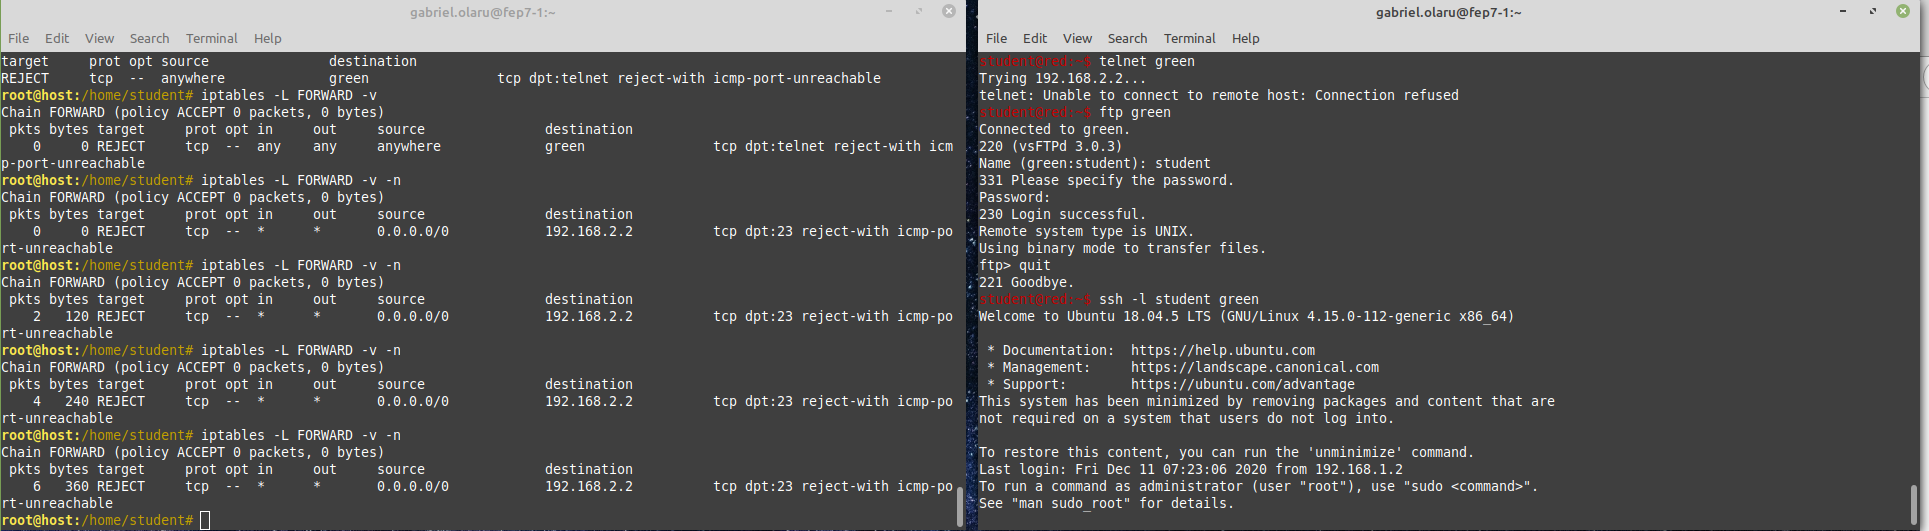 gabriel.olaru@fep7-1:~
File Edit View Search Terminal Help
target     prot opt source               destination
REJECT     tcp  --  anywhere             green                tcp dpt:telnet reject-with icmp-port-unreachable
root@host:/home/student# iptables -L FORWARD -v
Chain FORWARD (policy ACCEPT 0 packets, 0 bytes)
 pkts bytes target     prot opt in     out     source               destination
    0     0 REJECT     tcp  --  any    any     anywhere             green                tcp dpt:telnet reject-with icm
p-port-unreachable
root@host:/home/student# iptables -L FORWARD -v -n
Chain FORWARD (policy ACCEPT 0 packets, 0 bytes)
 pkts bytes target     prot opt in     out     source               destination
    0     0 REJECT     tcp  --  *      *       0.0.0.0/0            192.168.2.2          tcp dpt:23 reject-with icmp-po
rt-unreachable
root@host:/home/student# iptables -L FORWARD -v -n
Chain FORWARD (policy ACCEPT 0 packets, 0 bytes)
 pkts bytes target     prot opt in     out     source               destination
    2   120 REJECT     tcp  --  *      *       0.0.0.0/0            192.168.2.2          tcp dpt:23 reject-with icmp-po
rt-unreachable
root@host:/home/student# iptables -L FORWARD -v -n
Chain FORWARD (policy ACCEPT 0 packets, 0 bytes)
 pkts bytes target     prot opt in     out     source               destination
    4   240 REJECT     tcp  --  *      *       0.0.0.0/0            192.168.2.2          tcp dpt:23 reject-with icmp-po
rt-unreachable
root@host:/home/student# iptables -L FORWARD -v -n
Chain FORWARD (policy ACCEPT 0 packets, 0 bytes)
 pkts bytes target     prot opt in     out     source               destination
    6   360 REJECT     tcp  --  *      *       0.0.0.0/0            192.168.2.2          tcp dpt:23 reject-with icmp-po
rt-unreachable
root@host:/home/student#
gabriel.olaru@fep7-1:~
File Edit View Search Terminal Help
student@red:~$ telnet green
Trying 192.168.2.2...
telnet: Unable to connect to remote host: Connection refused
student@red:~$ ftp green
Connected to green.
220 (vsFTPd 3.0.3)
Name (green:student): student
331 Please specify the password.
Password:
230 Login successful.
Remote system type is UNIX.
Using binary mode to transfer files.
ftp> quit
221 Goodbye.
student@red:~$ ssh -l student green
Welcome to Ubuntu 18.04.5 LTS (GNU/Linux 4.15.0-112-generic x86_64)
 * Documentation:  https://help.ubuntu.com
 * Management:     https://landscape.canonical.com
 * Support:        https://ubuntu.com/advantage
This system has been minimized by removing packages and content that are
not required on a system that users do not log into.
To restore this content, you can run the 'unminimize' command.
Last login: Fri Dec 11 07:23:06 2020 from 192.168.1.2
To run a command as administrator (user "root"), use "sudo <command>".
See "man sudo_root" for details.